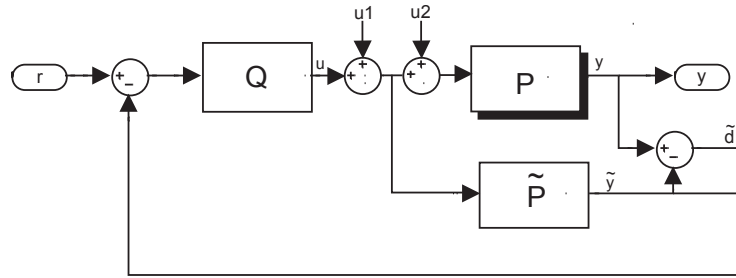 u1 u2
r + − Q u + + + + P y y
+ − d̃
P̃ ỹ